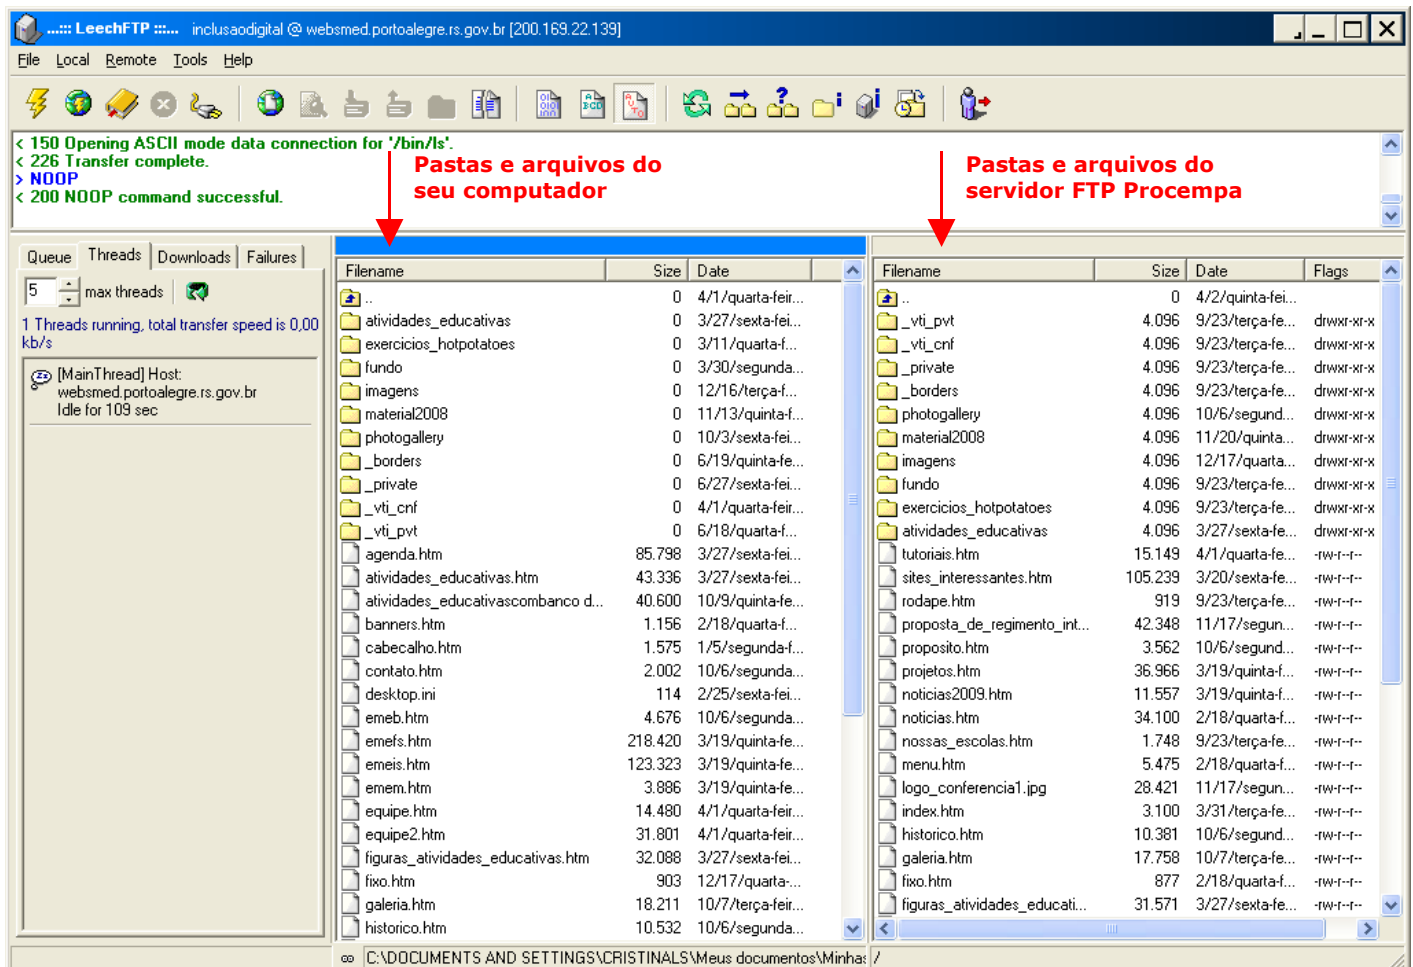 ...::: LeechFTP :::... inclusaodigital @ websmed.portoalegre.rs.gov.br [200.169.22.139]
File Local Remote Tools Help
< 150 Opening ASCII mode data connection for '/bin/ls'.
< 226 Transfer complete.
> NOOP
< 200 NOOP command successful.
Pastas e arquivos do
seu computador
Pastas e arquivos do
servidor FTP Procempa
Queue Threads Downloads Failures
5 max threads
1 Threads running, total transfer speed is 0,00
kb/s
[MainThread] Host:
websmed.portoalegre.rs.gov.br
Idle for 109 sec
Filename Size Date
.. 0 4/1/quarta-feir...
atividades_educativas 0 3/27/sexta-fei...
exercicios_hotpotatoes 0 3/11/quarta-f...
fundo 0 3/30/segunda...
imagens 0 12/16/terça-f...
material2008 0 11/13/quinta-f...
photogallery 0 10/3/sexta-fei...
_borders 0 6/19/quinta-fe...
_private 0 6/27/sexta-fei...
_vti_cnf 0 4/1/quarta-feir...
_vti_pvt 0 6/18/quarta-f...
agenda.htm 85.798 3/27/sexta-fei...
atividades_educativas.htm 43.336 3/27/sexta-fei...
atividades_educativascombanco d... 40.600 10/9/quinta-fe...
banners.htm 1.156 2/18/quarta-f...
cabecalho.htm 1.575 1/5/segunda-f...
contato.htm 2.002 10/6/segunda...
desktop.ini 114 2/25/sexta-fei...
emeb.htm 4.676 10/6/segunda...
emefs.htm 218.420 3/19/quinta-fe...
emeis.htm 123.323 3/19/quinta-fe...
emem.htm 3.886 3/19/quinta-fe...
equipe.htm 14.480 4/1/quarta-feir...
equipe2.htm 31.801 4/1/quarta-feir...
figuras_atividades_educativas.htm 32.088 3/27/sexta-fei...
fixo.htm 903 12/17/quarta-...
galeria.htm 18.211 10/7/terça-feir...
historico.htm 10.532 10/6/segunda...
Filename Size Date Flags
.. 0 4/2/quinta-fei...
_vti_pvt 4.096 9/23/terça-fe... drwxr-xr-x
_vti_cnf 4.096 9/23/terça-fe... drwxr-xr-x
_private 4.096 9/23/terça-fe... drwxr-xr-x
_borders 4.096 9/23/terça-fe... drwxr-xr-x
photogallery 4.096 10/6/segund... drwxr-xr-x
material2008 4.096 11/20/quinta... drwxr-xr-x
imagens 4.096 12/17/quarta... drwxr-xr-x
fundo 4.096 9/23/terça-fe... drwxr-xr-x
exercicios_hotpotatoes 4.096 9/23/terça-fe... drwxr-xr-x
atividades_educativas 4.096 3/27/sexta-fe... drwxr-xr-x
tutoriais.htm 15.149 4/1/quarta-fe... -rw-r--r--
sites_interessantes.htm 105.239 3/20/sexta-fe... -rw-r--r--
rodape.htm 919 9/23/terça-fe... -rw-r--r--
proposta_de_regimento_int... 42.348 11/17/segun... -rw-r--r--
proposito.htm 3.562 10/6/segund... -rw-r--r--
projetos.htm 36.966 3/19/quinta-f... -rw-r--r--
noticias2009.htm 11.557 3/19/quinta-f... -rw-r--r--
noticias.htm 34.100 2/18/quarta-f... -rw-r--r--
nossas_escolas.htm 1.748 9/23/terça-fe... -rw-r--r--
menu.htm 5.475 2/18/quarta-f... -rw-r--r--
logo_conferencia1.jpg 28.421 11/17/segun... -rw-r--r--
index.htm 3.100 3/31/terça-fe... -rw-r--r--
historico.htm 10.381 10/6/segund... -rw-r--r--
galeria.htm 17.758 10/7/terça-fe... -rw-r--r--
fixo.htm 877 2/18/quarta-f... -rw-r--r--
figuras_atividades_educati... 31.571 3/27/sexta-fe... -rw-r--r--
C:\DOCUMENTS AND SETTINGS\CRISTINALS\Meus documentos\Minhas /